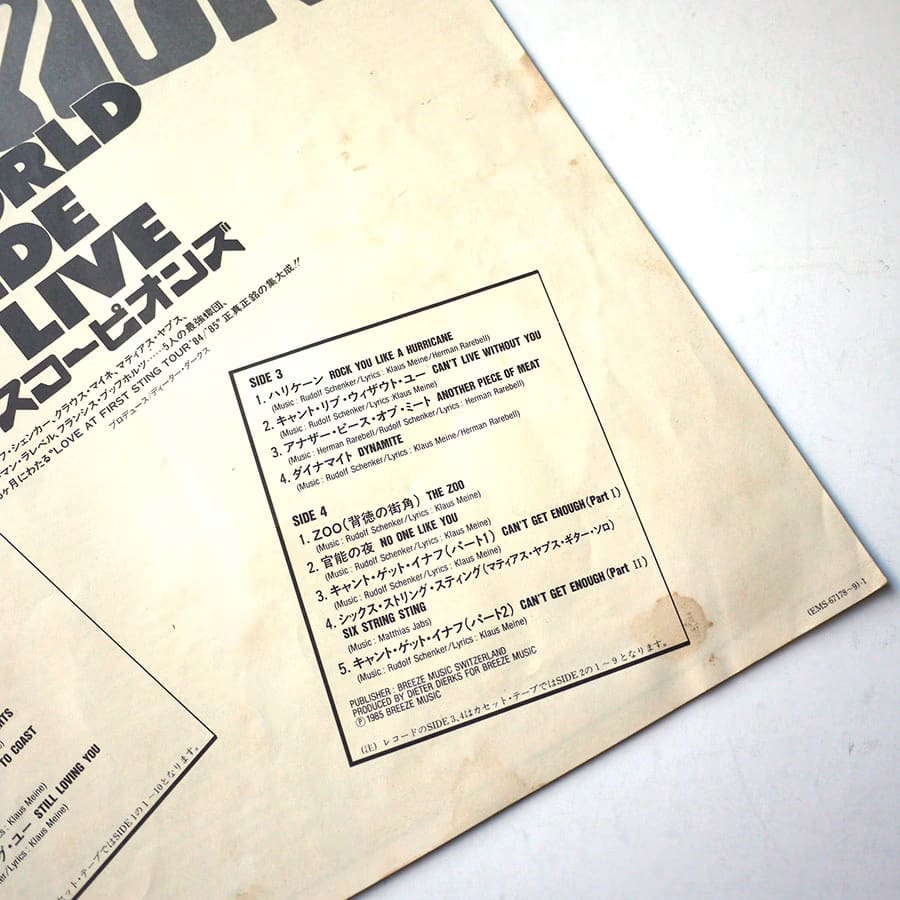 WORLD
WIDE
LIVE
スコーピオンズ
シェンカー、クラウス・マイネ、マティアス・ヤプス、
マン・ラレベル、フランシス・ブッフホルツ……5人の最強軍団、
ヶ月にわたる“LOVE AT FIRST STING TOUR '84/'85”正真正銘の集大成!!
プロデュース/ディーター・ダークス
SIDE 3
1. ハリケーン ROCK YOU LIKE A HURRICANE
(Music : Rudolf Schenker/Lyrics : Klaus Meine/Herman Rarebell)
2. キャント・リブ・ウィザウト・ユー CAN'T LIVE WITHOUT YOU
(Music : Rudolf Schenker/Lyrics : Klaus Meine)
3. アナザー・ピース・オブ・ミート ANOTHER PIECE OF MEAT
(Music : Herman Rarebell/Rudolf Schenker/Lyrics : Herman Rarebell)
4. ダイナマイト DYNAMITE
(Music : Rudolf Schenker/Lyrics : Klaus Meine/Herman Rarebell)
SIDE 4
1. ZOO(背徳の街角) THE ZOO
(Music : Rudolf Schenker/Lyrics : Klaus Meine)
2. 官能の夜 NO ONE LIKE YOU
(Music : Rudolf Schenker/Lyrics : Klaus Meine)
3. キャント・ゲット・イナフ(パート1) CAN'T GET ENOUGH (Part I)
(Music : Rudolf Schenker/Lyrics : Klaus Meine)
4. シックス・ストリング・スティング(マティアス・ヤプス・ギター・ソロ)
SIX STRING STING
(Music : Matthias Jabs)
5. キャント・ゲット・イナフ(パート2) CAN'T GET ENOUGH (Part II)
(Music : Rudolf Schenker/Lyrics : Klaus Meine)
PUBLISHER : BREEZE MUSIC SWITZERLAND
PRODUCED BY DIETER DIERKS FOR BREEZE MUSIC
Ⓟ1985 BREEZE MUSIC
(注) レコードのSIDE 3, 4はカセット・テープではSIDE 2の1〜9となります。
(EMS-67178〜9)-1
TO COAST
Klaus Meine)
グ・ユー STILL LOVING YOU
/Lyrics : Klaus Meine)
カセット・テープではSIDE 1の1〜10となります。